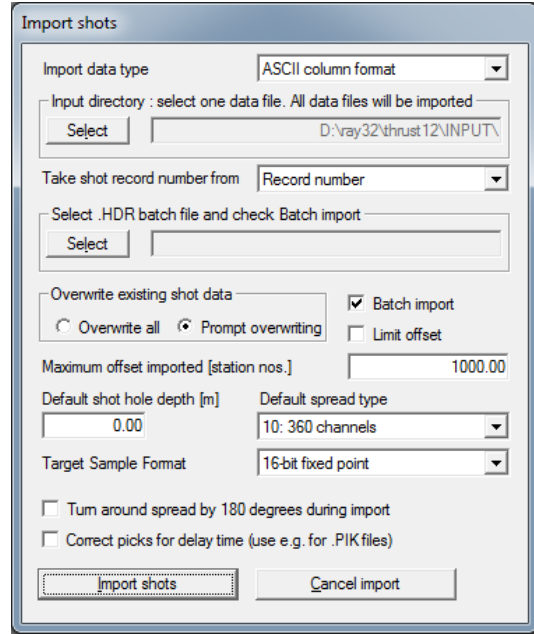 Import shots
Import data type ASCII column format
Input directory : select one data file. All data files will be imported
Select D:\ray32\thrust12\INPUT\
Take shot record number from Record number
Select .HDR batch file and check Batch import
Select
Overwrite existing shot data
Batch import
Overwrite all Prompt overwriting
Limit offset
Maximum offset imported [station nos.] 1000.00
Default shot hole depth [m] Default spread type
0.00 10: 360 channels
Target Sample Format 16-bit fixed point
Turn around spread by 180 degrees during import
Correct picks for delay time (use e.g. for .PIK files)
Import shots Cancel import